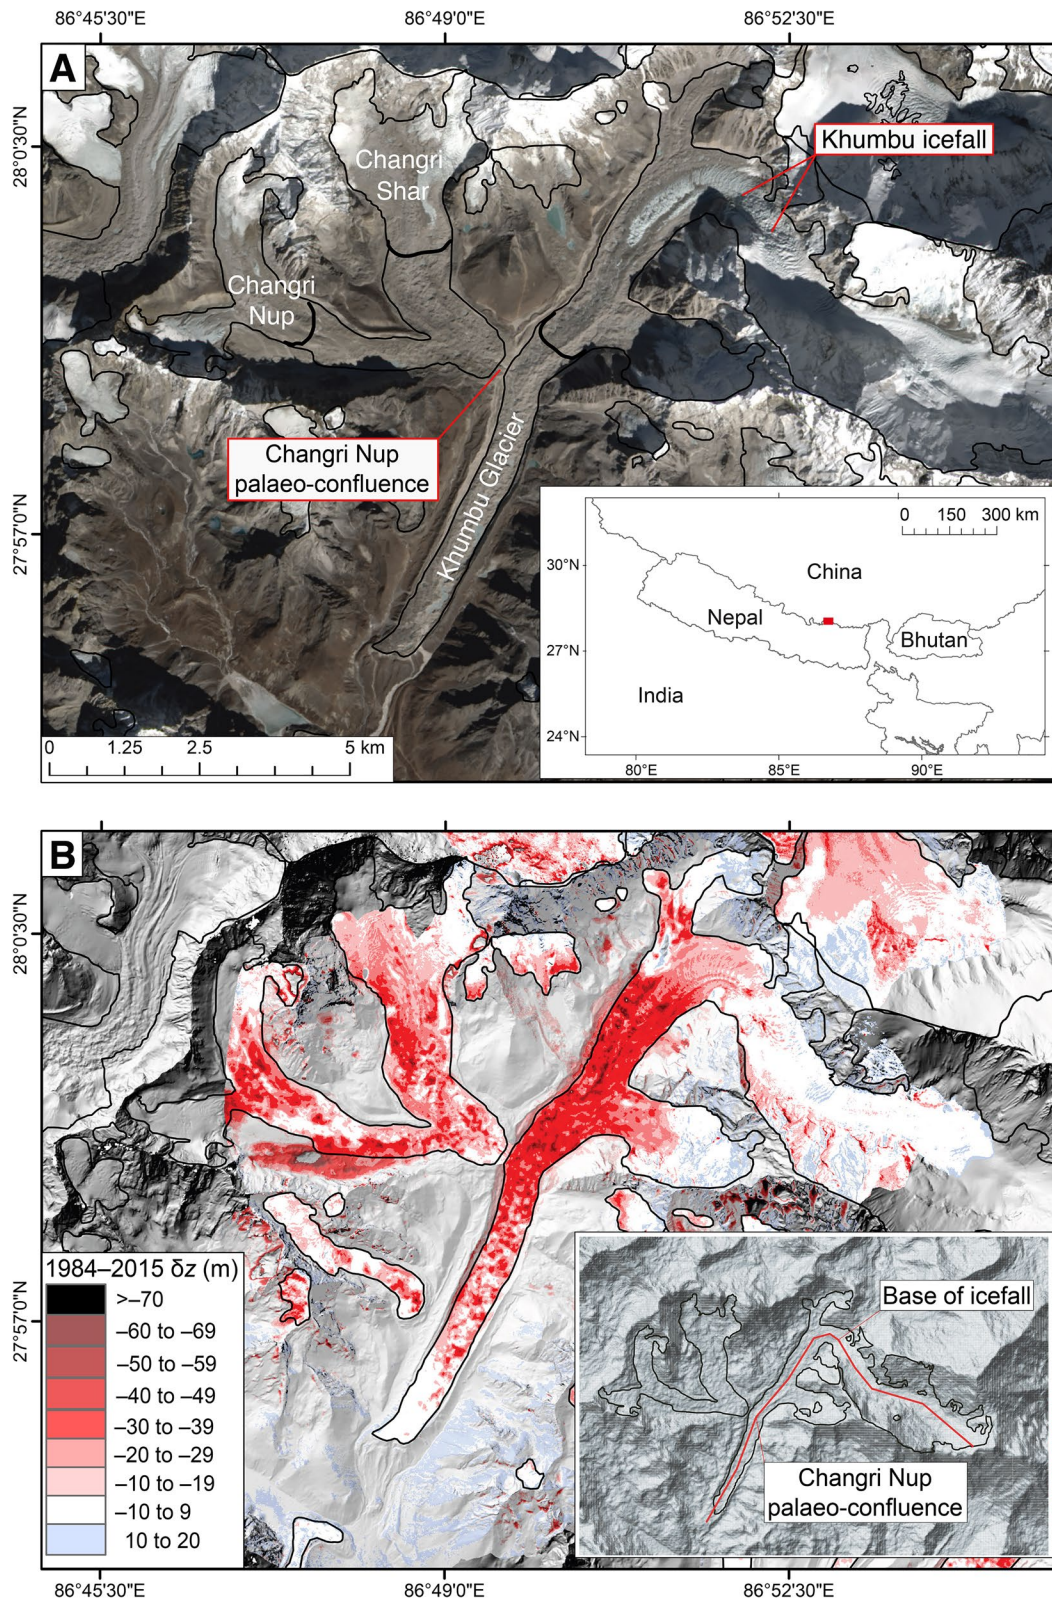 86°45'30"E 86°49'0"E 86°52'30"E
A
28°0'30"N
27°57'0"N
Khumbu icefall
Changri
Shar
Changri
Nup
Changri Nup
palaeo-confluence
Khumbu Glacier
0 1.25 2.5 5 km
0 150 300 km
30°N
27°N
24°N
China
Nepal
Bhutan
India
80°E 85°E 90°E
B
28°0'30"N
27°57'0"N
1984–2015 δz (m)
>–70
–60 to –69
–50 to –59
–40 to –49
–30 to –39
–20 to –29
–10 to –19
–10 to 9
10 to 20
Base of icefall
Changri Nup
palaeo-confluence
86°45'30"E 86°49'0"E 86°52'30"E